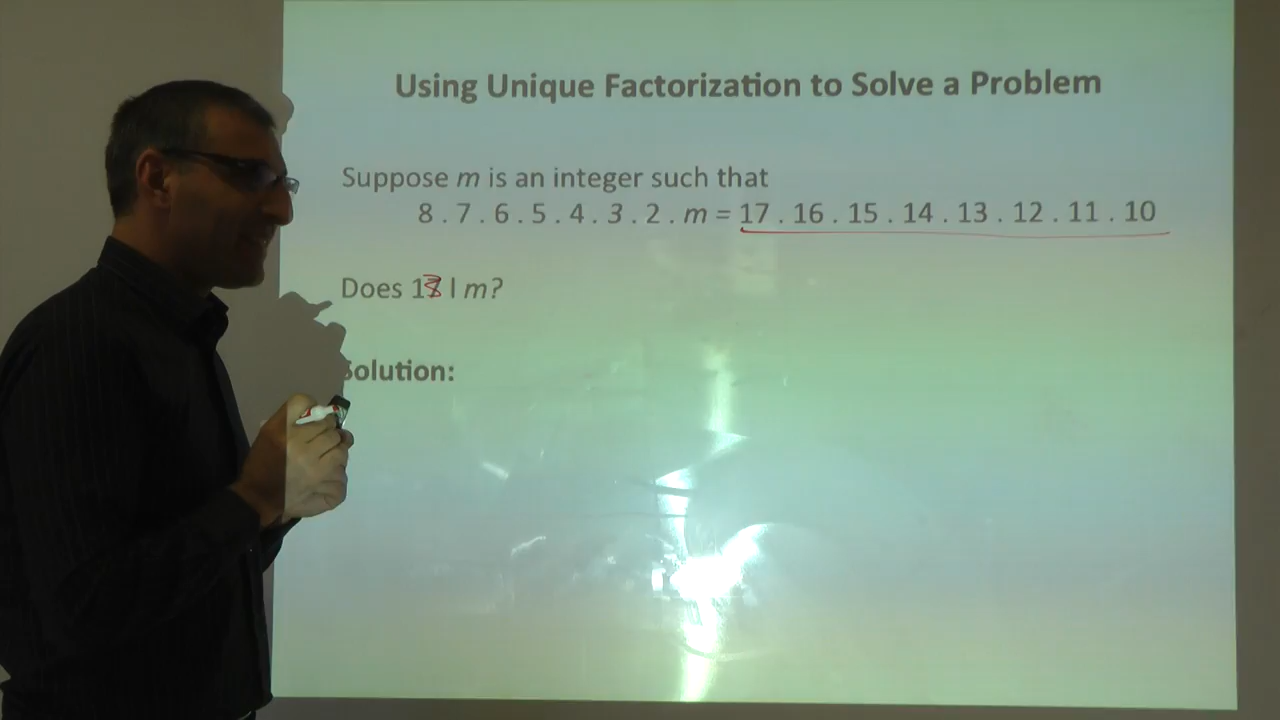 Using Unique Factorization to Solve a Problem
Suppose m is an integer such that
8 . 7 . 6 . 5 . 4 . 3 . 2 . m = 17 . 16 . 15 . 14 . 13 . 12 . 11 . 10
Does 18 | m?
Solution: